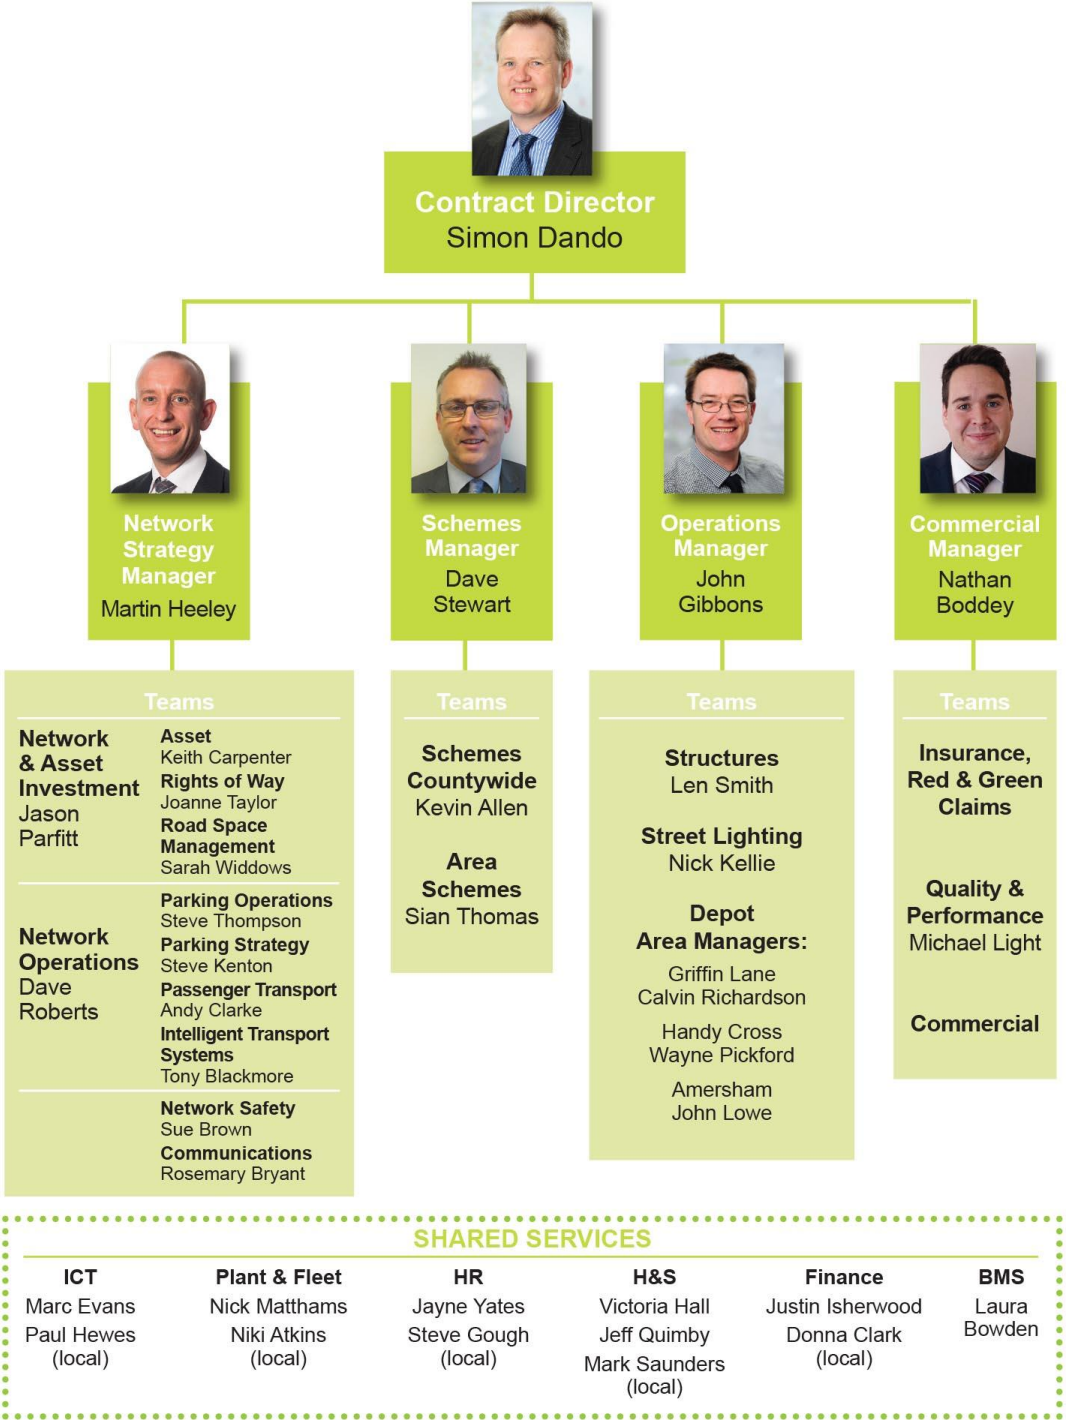 Contract Director
Simon Dando
Network
Strategy
Manager
Martin Heeley
Schemes
Manager
Dave
Stewart
Operations
Manager
John
Gibbons
Commercial
Manager
Nathan
Boddey
Teams
Network
& Asset
Investment
Jason
Parfitt
Asset
Keith Carpenter
Rights of Way
Joanne Taylor
Road Space
Management
Sarah Widdows
Network
Operations
Dave
Roberts
Parking Operations
Steve Thompson
Parking Strategy
Steve Kenton
Passenger Transport
Andy Clarke
Intelligent Transport
Systems
Tony Blackmore
Network Safety
Sue Brown
Communications
Rosemary Bryant
Teams
Schemes
Countywide
Kevin Allen
Area
Schemes
Sian Thomas
Teams
Structures
Len Smith
Street Lighting
Nick Kellie
Depot
Area Managers:
Griffin Lane
Calvin Richardson
Handy Cross
Wayne Pickford
Amersham
John Lowe
Teams
Insurance,
Red & Green
Claims
Quality &
Performance
Michael Light
Commercial
SHARED SERVICES
ICT
Marc Evans
Paul Hewes
(local)
Plant & Fleet
Nick Matthams
Niki Atkins
(local)
HR
Jayne Yates
Steve Gough
(local)
H&S
Victoria Hall
Jeff Quimby
Mark Saunders
(local)
Finance
Justin Isherwood
Donna Clark
(local)
BMS
Laura
Bowden